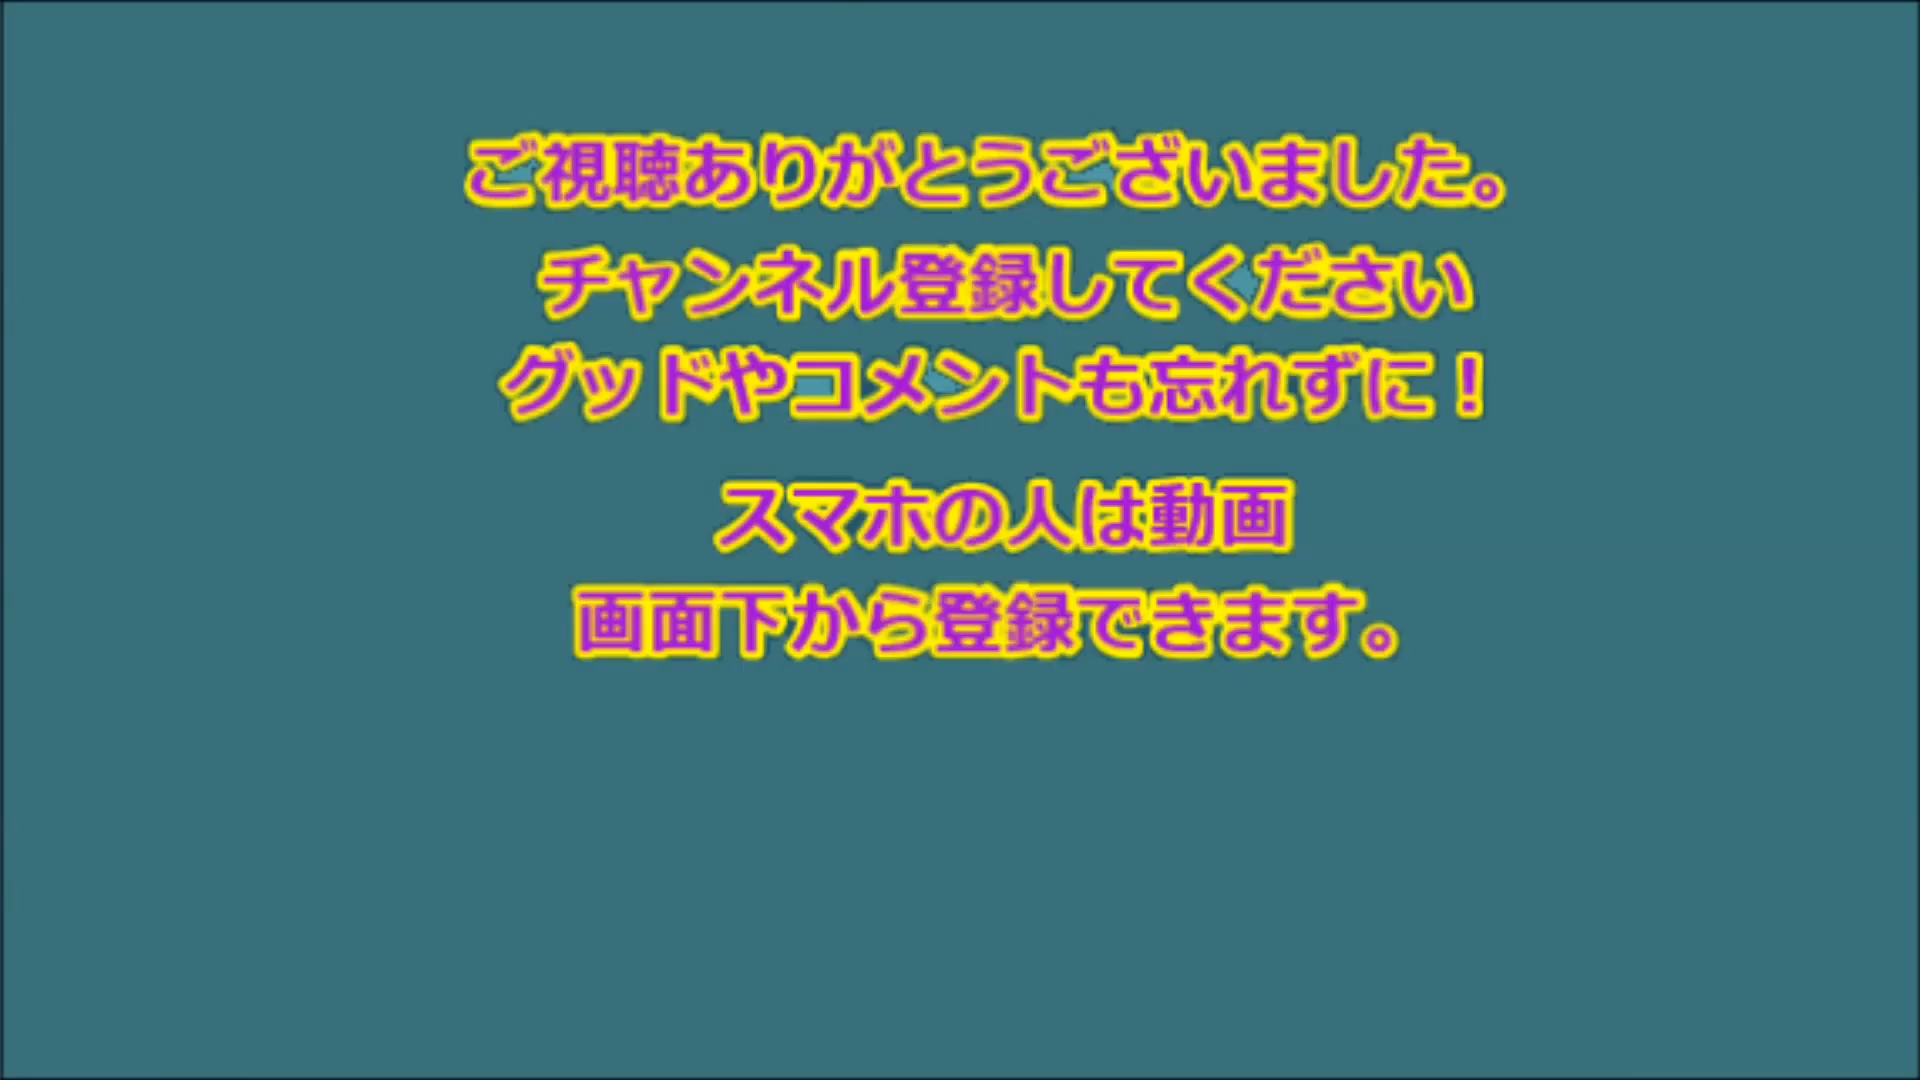 ご視聴ありがとうございました。
チャンネル登録してください
グッドやコメントも忘れずに！
スマホの人は動画
画面下から登録できます。